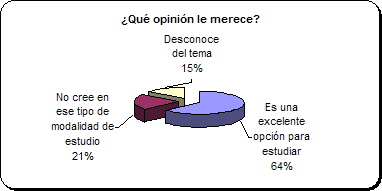 ¿Qué opinión le merece?
Desconoce
del tema
15%
No cree en
ese tipo de
modalidad de
estudio
21%
Es una
excelente
opción para
estudiar
64%